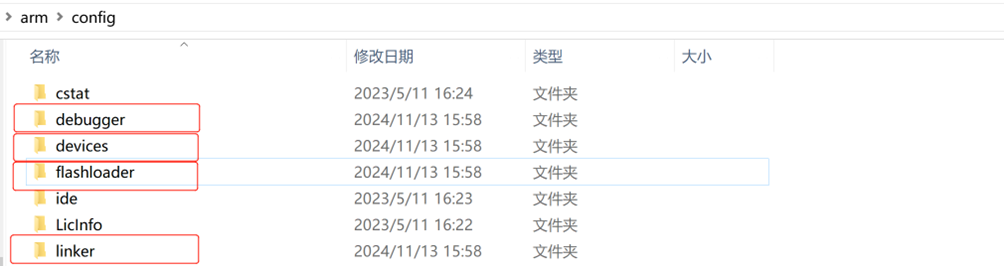 arm config
名称 修改日期 类型 大小
cstat 2023/5/11 16:24 文件夹
debugger 2024/11/13 15:58 文件夹
devices 2024/11/13 15:58 文件夹
flashloader 2024/11/13 15:58 文件夹
ide 2023/5/11 16:23 文件夹
LicInfo 2023/5/11 16:22 文件夹
linker 2024/11/13 15:58 文件夹